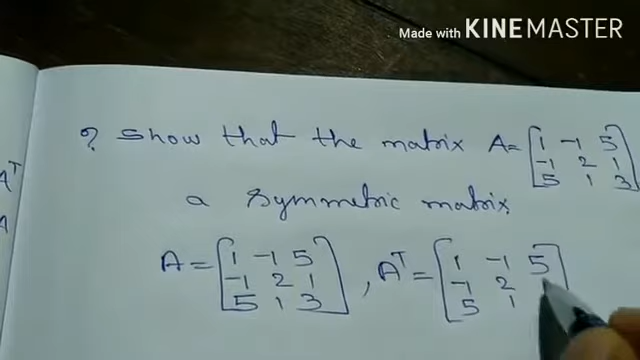 Made with KINEMASTER
? Show that the matrix A = [1 -1 5
-1 2 1
5 1 3]
a symmetric matrix
A = [1 -1 5
-1 2 1
5 1 3] , A^T = [1 -1 5
-1 2
5 1
A^T
A